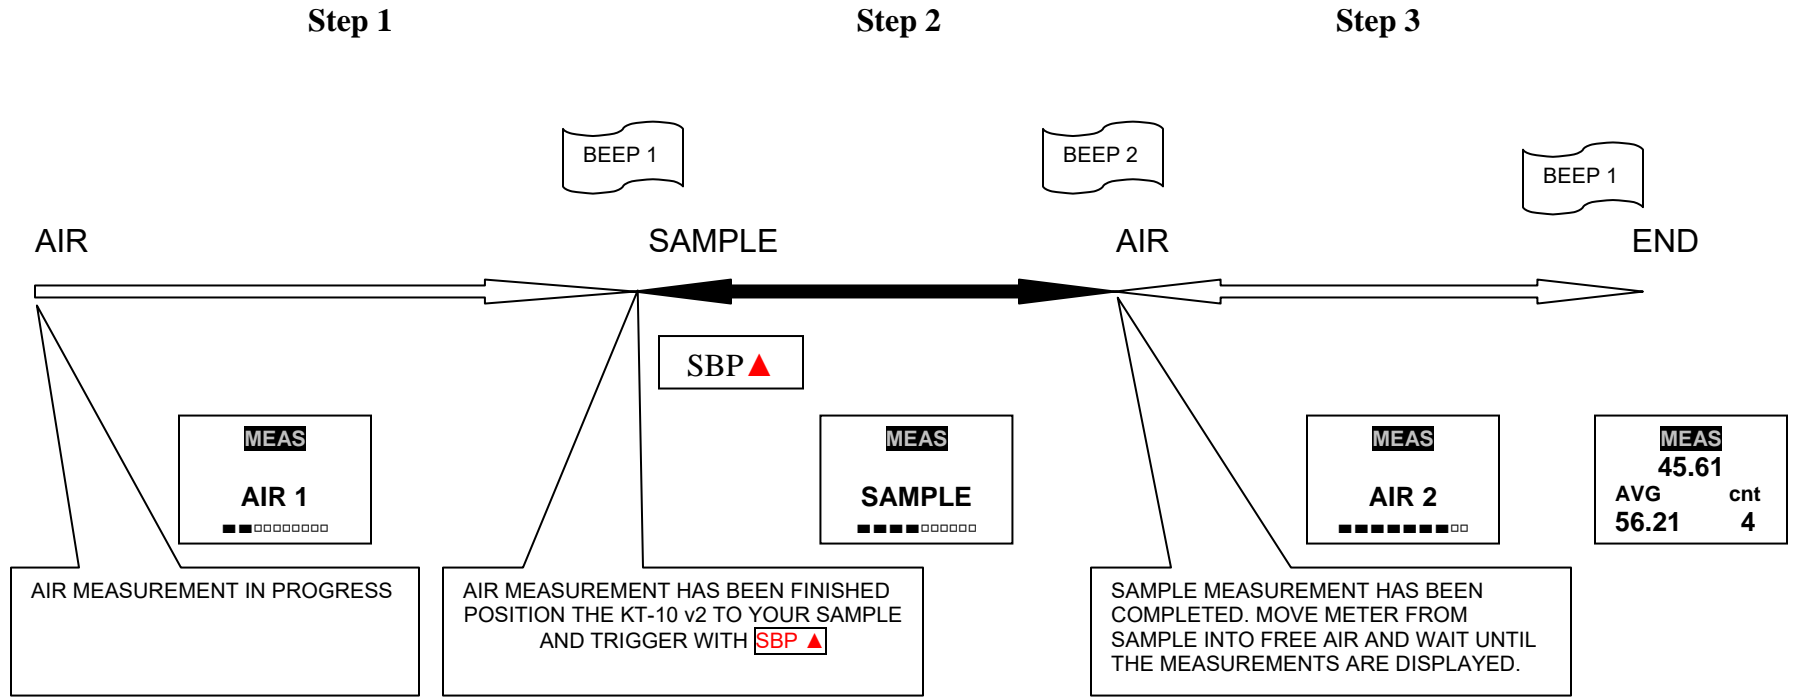 Step 1
Step 2
Step 3
BEEP 1
BEEP 2
BEEP 1
AIR
SAMPLE
AIR
END
SBP▲
MEAS
AIR 1
MEAS
SAMPLE
MEAS
AIR 2
MEAS
45.61
AVG cnt
56.21 4
AIR MEASUREMENT IN PROGRESS
AIR MEASUREMENT HAS BEEN FINISHED
POSITION THE KT-10 v2 TO YOUR SAMPLE
AND TRIGGER WITH SBP ▲
SAMPLE MEASUREMENT HAS BEEN
COMPLETED. MOVE METER FROM
SAMPLE INTO FREE AIR AND WAIT UNTIL
THE MEASUREMENTS ARE DISPLAYED.